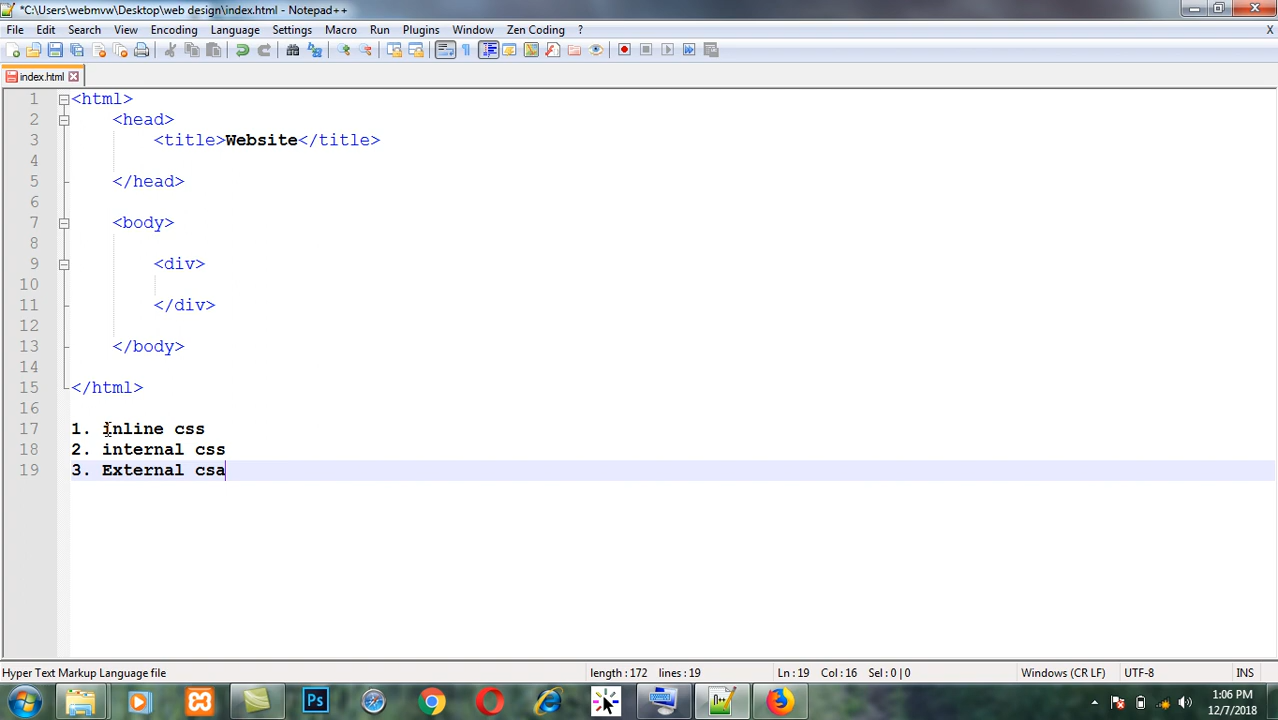 *C:\Users\webmvw\Desktop\web design\index.html - Notepad++
File Edit Search View Encoding Language Settings Macro Run Plugins Window Zen Coding ? X
index.html
1 <html>
2 <head>
3 <title>Website</title>
4
5 </head>
6
7 <body>
8
9 <div>
10
11 </div>
12
13 </body>
14
15 </html>
16
17 1. inline css
18 2. internal css
19 3. External csa
Hyper Text Markup Language file length : 172 lines : 19 Ln : 19 Col : 16 Sel : 0 | 0 Windows (CR LF) UTF-8 INS
Ps 1:06 PM
12/7/2018